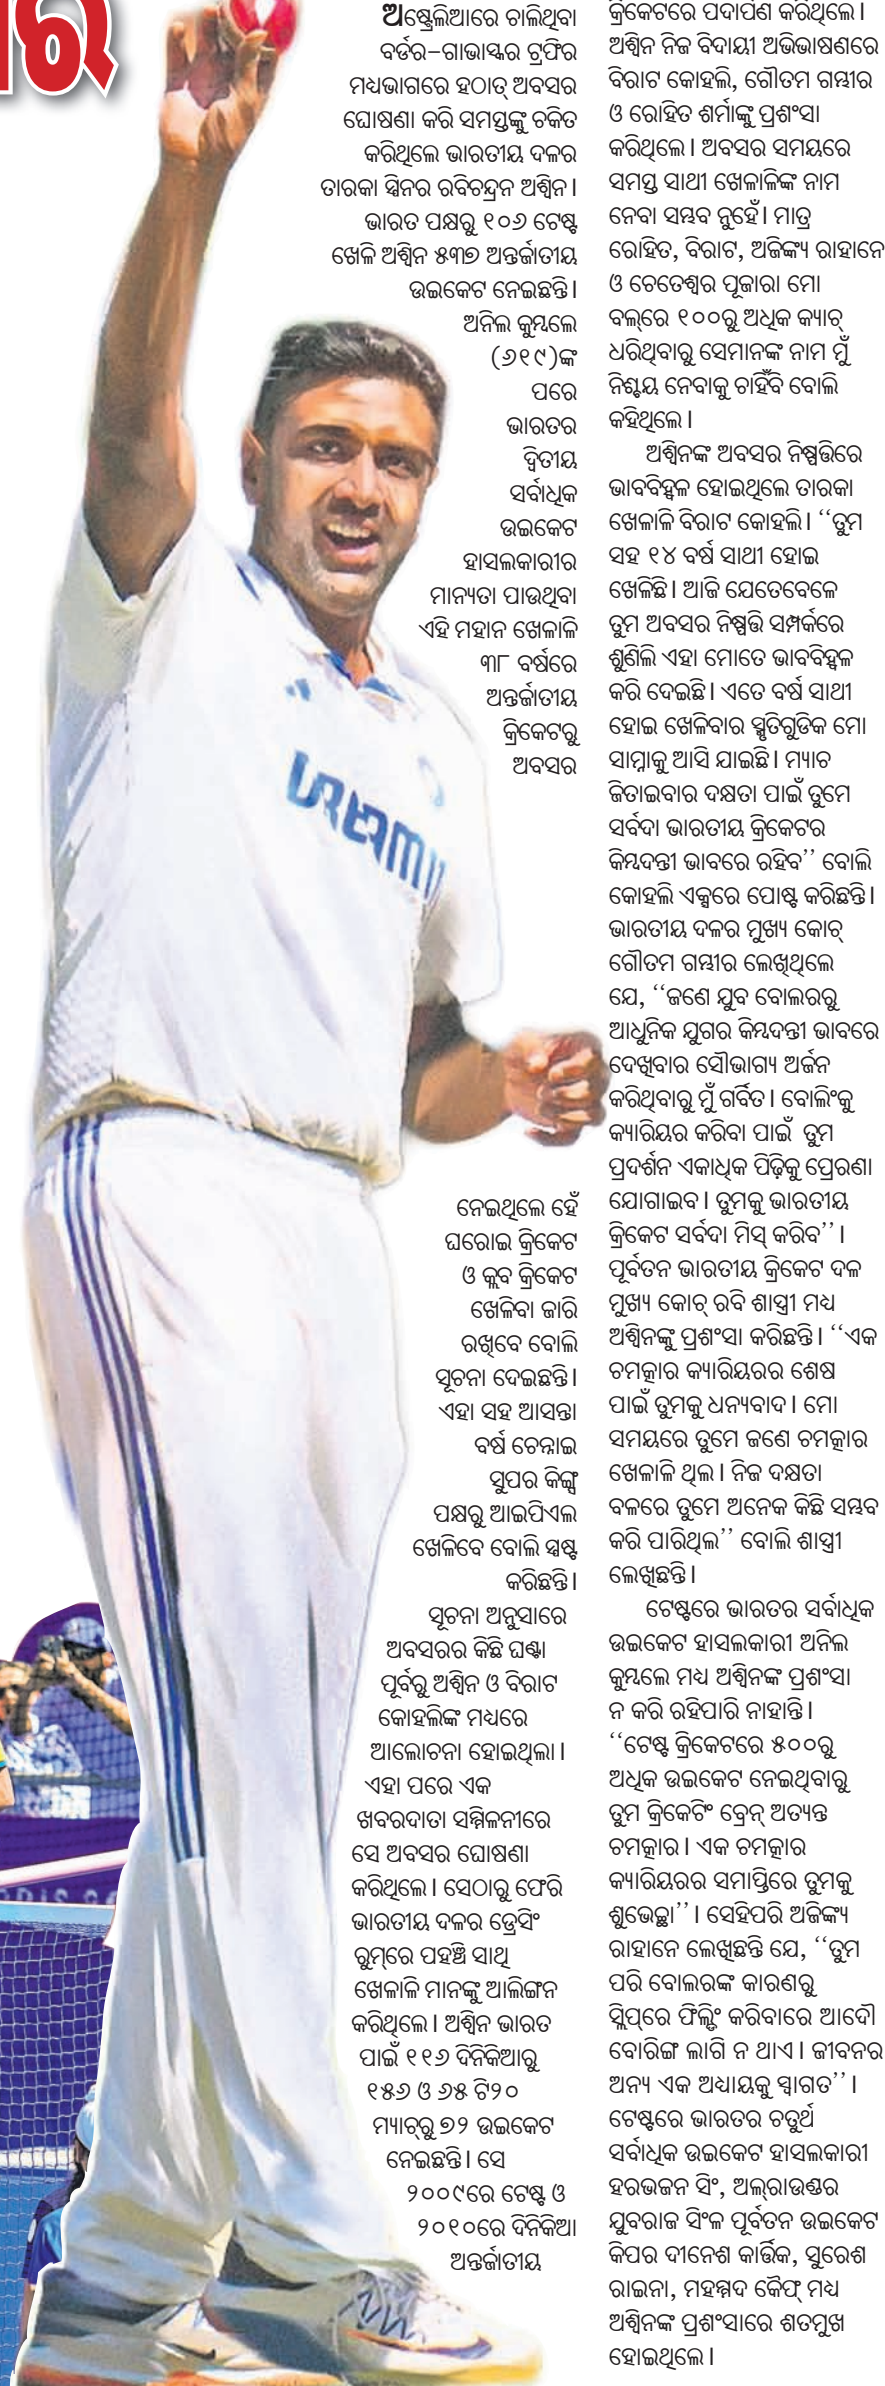 ଅଷ୍ଟ୍ରେଲିଆରେ ଚାଲିଥିବା
ବର୍ଡର-ଗାଭାସ୍କର ଟ୍ରଫିର
ମଧ୍ୟଭାଗରେ ହଠାତ୍ ଅବସର
ଘୋଷଣା କରି ସମସ୍ତଙ୍କୁ ଚକିତ
କରିଥିଲେ ଭାରତୀୟ ଦଳର
ତାରକା ସ୍ପିନର ରବିଚନ୍ଦ୍ରନ ଅଶ୍ୱିନ।
ଭାରତ ପକ୍ଷରୁ ୧୦୬ ଟେଷ୍ଟ
ଖେଳି ଅଶ୍ୱିନ ୫୩୭ ଅନ୍ତର୍ଜାତୀୟ
ଉଇକେଟ ନେଇଛନ୍ତି।
ଅନିଲ କୁମ୍ବଲେ
(୬୧୯)ଙ୍କ
ପରେ
ଭାରତର
ଦ୍ୱିତୀୟ
ସର୍ବାଧିକ
ଉଇକେଟ
ହାସଲକାରୀର
ମାନ୍ୟତା ପାଉଥିବା
ଏହି ମହାନ ଖେଳାଳି
୩୮ ବର୍ଷରେ
ଅନ୍ତର୍ଜାତୀୟ
କ୍ରିକେଟରୁ
ଅବସର
ନେଇଥିଲେ ହେଁ
ଘରୋଇ କ୍ରିକେଟ
ଓ କ୍ଲବ କ୍ରିକେଟ
ଖେଳିବା ଜାରି
ରଖିବେ ବୋଲି
ସୂଚନା ଦେଇଛନ୍ତି।
ଏହା ସହ ଆସନ୍ତା
ବର୍ଷ ଚେନ୍ନାଇ
ସୁପର କିଙ୍ଗ୍ସ
ପକ୍ଷରୁ ଆଇପିଏଲ
ଖେଳିବେ ବୋଲି ସ୍ପଷ୍ଟ
କରିଛନ୍ତି।
ସୂଚନା ଅନୁସାରେ
ଅବସରର କିଛି ଘଣ୍ଟା
ପୂର୍ବରୁ ଅଶ୍ୱିନ ଓ ବିରାଟ
କୋହଲିଙ୍କ ମଧ୍ୟରେ
ଆଲୋଚନା ହୋଇଥିଲା।
ଏହା ପରେ ଏକ
ଖବରଦାତା ସମ୍ମିଳନୀରେ
ସେ ଅବସର ଘୋଷଣା
କରିଥିଲେ। ସେଠାରୁ ଫେରି
ଭାରତୀୟ ଦଳର ଡ୍ରେସିଂ
ରୁମ୍‌ରେ ପହଞ୍ଚି ସାଥି
ଖେଳାଳି ମାନଙ୍କୁ ଆଲିଙ୍ଗନ
କରିଥିଲେ। ଅଶ୍ୱିନ ଭାରତ
ପାଇଁ ୧୧୬ ଦିନିକିଆରୁ
୧୫୬ ଓ ୬୫ ଟି୨୦
ମ୍ୟାଚ୍‌ରୁ ୭୨ ଉଇକେଟ
ନେଇଛନ୍ତି। ସେ
୨୦୦୯ରେ ଟେଷ୍ଟ ଓ
୨୦୧୦ରେ ଦିନିକିଆ
ଅନ୍ତର୍ଜାତୀୟ
କ୍ରିକେଟରେ ପଦାର୍ପଣ କରିଥିଲେ।
ଅଶ୍ୱିନ ନିଜ ବିଦାୟୀ ଅଭିଭାଷଣରେ
ବିରାଟ କୋହଲି, ଗୌତମ ଗମ୍ଭୀର
ଓ ରୋହିତ ଶର୍ମାଙ୍କୁ ପ୍ରଶଂସା
କରିଥିଲେ। ଅବସର ସମୟରେ
ସମସ୍ତ ସାଥୀ ଖେଳାଳିଙ୍କ ନାମ
ନେବା ସମ୍ଭବ ନୁହେଁ। ମାତ୍ର
ରୋହିତ, ବିରାଟ, ଅଜିଙ୍କ୍ୟ ରାହାନେ
ଓ ଚେତେଶ୍ୱର ପୂଜାରା ମୋ
ବଲ୍‌ରେ ୧୦୦ରୁ ଅଧିକ କ୍ୟାଚ୍
ଧରିଥିବାରୁ ସେମାନଙ୍କ ନାମ ମୁଁ
ନିଶ୍ଚୟ ନେବାକୁ ଚାହିଁବି ବୋଲି
କହିଥିଲେ।
ଅଶ୍ୱିନଙ୍କ ଅବସର ନିଷ୍ପତ୍ତିରେ
ଭାବବିହ୍ୱଳ ହୋଇଥିଲେ ତାରକା
ଖେଳାଳି ବିରାଟ କୋହଲି। ‘‘ତୁମ
ସହ ୧୪ ବର୍ଷ ସାଥୀ ହୋଇ
ଖେଳିଛି। ଆଜି ଯେତେବେଳେ
ତୁମ ଅବସର ନିଷ୍ପତ୍ତି ସମ୍ପର୍କରେ
ଶୁଣିଲି ଏହା ମୋତେ ଭାବବିହ୍ୱଳ
କରି ଦେଇଛି। ଏତେ ବର୍ଷ ସାଥୀ
ହୋଇ ଖେଳିବାର ସ୍ମୃତିଗୁଡିକ ମୋ
ସାମ୍ନାକୁ ଆସି ଯାଇଛି। ମ୍ୟାଚ
ଜିତାଇବାର ଦକ୍ଷତା ପାଇଁ ତୁମେ
ସର୍ବଦା ଭାରତୀୟ କ୍ରିକେଟର
କିମ୍ବଦନ୍ତୀ ଭାବରେ ରହିବ’’ ବୋଲି
କୋହଲି ଏକ୍ସରେ ପୋଷ୍ଟ କରିଛନ୍ତି।
ଭାରତୀୟ ଦଳର ମୁଖ୍ୟ କୋଚ୍
ଗୌତମ ଗମ୍ଭୀର ଲେଖିଥିଲେ
ଯେ, ‘‘ଜଣେ ଯୁବ ବୋଲରରୁ
ଆଧୁନିକ ଯୁଗର କିମ୍ବଦନ୍ତୀ ଭାବରେ
ଦେଖିବାର ସୌଭାଗ୍ୟ ଅର୍ଜନ
କରିଥିବାରୁ ମୁଁ ଗର୍ବିତ। ବୋଲିଂକୁ
କ୍ୟାରିୟର କରିବା ପାଇଁ ତୁମ
ପ୍ରଦର୍ଶନ ଏକାଧିକ ପିଢ଼ିକୁ ପ୍ରେରଣା
ଯୋଗାଇବ। ତୁମକୁ ଭାରତୀୟ
କ୍ରିକେଟ ସର୍ବଦା ମିସ୍ କରିବ’’।
ପୂର୍ବତନ ଭାରତୀୟ କ୍ରିକେଟ ଦଳ
ମୁଖ୍ୟ କୋଚ୍ ରବି ଶାସ୍ତ୍ରୀ ମଧ୍ୟ
ଅଶ୍ୱିନଙ୍କୁ ପ୍ରଶଂସା କରିଛନ୍ତି। ‘‘ଏକ
ଚମତ୍କାର କ୍ୟାରିୟରର ଶେଷ
ପାଇଁ ତୁମକୁ ଧନ୍ୟବାଦ। ମୋ
ସମୟରେ ତୁମେ ଜଣେ ଚମତ୍କାର
ଖେଳାଳି ଥିଲ। ନିଜ ଦକ୍ଷତା
ବଳରେ ତୁମେ ଅନେକ କିଛି ସମ୍ଭବ
କରି ପାରିଥିଲ’’ ବୋଲି ଶାସ୍ତ୍ରୀ
ଲେଖିଛନ୍ତି।
ଟେଷ୍ଟରେ ଭାରତର ସର୍ବାଧିକ
ଉଇକେଟ ହାସଲକାରୀ ଅନିଲ
କୁମ୍ବଲେ ମଧ୍ୟ ଅଶ୍ୱିନଙ୍କ ପ୍ରଶଂସା
ନ କରି ରହିପାରି ନାହାନ୍ତି।
‘‘ଟେଷ୍ଟ କ୍ରିକେଟରେ ୫୦୦ରୁ
ଅଧିକ ଉଇକେଟ ନେଇଥିବାରୁ
ତୁମ କ୍ରିକେଟିଂ ବ୍ରେନ୍ ଅତ୍ୟନ୍ତ
ଚମତ୍କାର। ଏକ ଚମତ୍କାର
କ୍ୟାରିୟରର ସମାପ୍ତିରେ ତୁମକୁ
ଶୁଭେଚ୍ଛା’’। ସେହିପରି ଅଜିଙ୍କ୍ୟ
ରାହାନେ ଲେଖିଛନ୍ତି ଯେ, ‘‘ତୁମ
ପରି ବୋଲରଙ୍କ କାରଣରୁ
ସ୍ଲିପ୍‌ରେ ଫିଲ୍ଡିଂ କରିବାରେ ଆଦୌ
ବୋରିଙ୍ଗ ଲାଗି ନ ଥାଏ। ଜୀବନର
ଅନ୍ୟ ଏକ ଅଧ୍ୟାୟକୁ ସ୍ୱାଗତ’’।
ଟେଷ୍ଟରେ ଭାରତର ଚତୁର୍ଥ
ସର୍ବାଧିକ ଉଇକେଟ ହାସଲକାରୀ
ହରଭଜନ ସିଂ, ଅଲ୍‌ରାଉଣ୍ଡର
ଯୁବରାଜ ସିଂଳ ପୂର୍ବତନ ଉଇକେଟ
କିପର ଦୀନେଶ କାର୍ତ୍ତିକ, ସୁରେଶ
ରାଇନା, ମହମ୍ମଦ କୈଫ୍ ମଧ୍ୟ
ଅଶ୍ୱିନଙ୍କ ପ୍ରଶଂସାରେ ଶତମୁଖ
ହୋଇଥିଲେ।